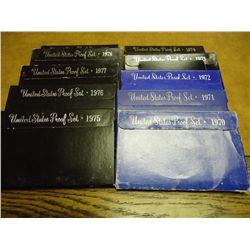 United States Proof Set · 1978
United States Proof Set · 1974
United States Proof Set · 1977
United States Proof Set · 1973
United States Proof Set · 1976
United States Proof Set · 1972
United States Proof Set · 1975
United States Proof Set · 1971
United States Proof Set · 1970